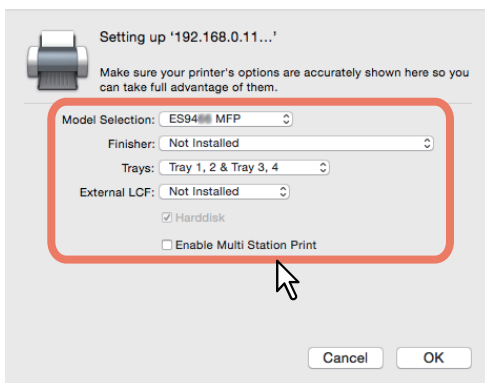 Setting up ‘192.168.0.11...’
Make sure your printer's options are accurately shown here so you
can take full advantage of them.
Model Selection: MFP
Finisher: Not Installed
Trays: Tray 1, 2 & Tray 3, 4
External LCF: Not Installed
Harddisk
Enable Multi Station Print
Cancel OK